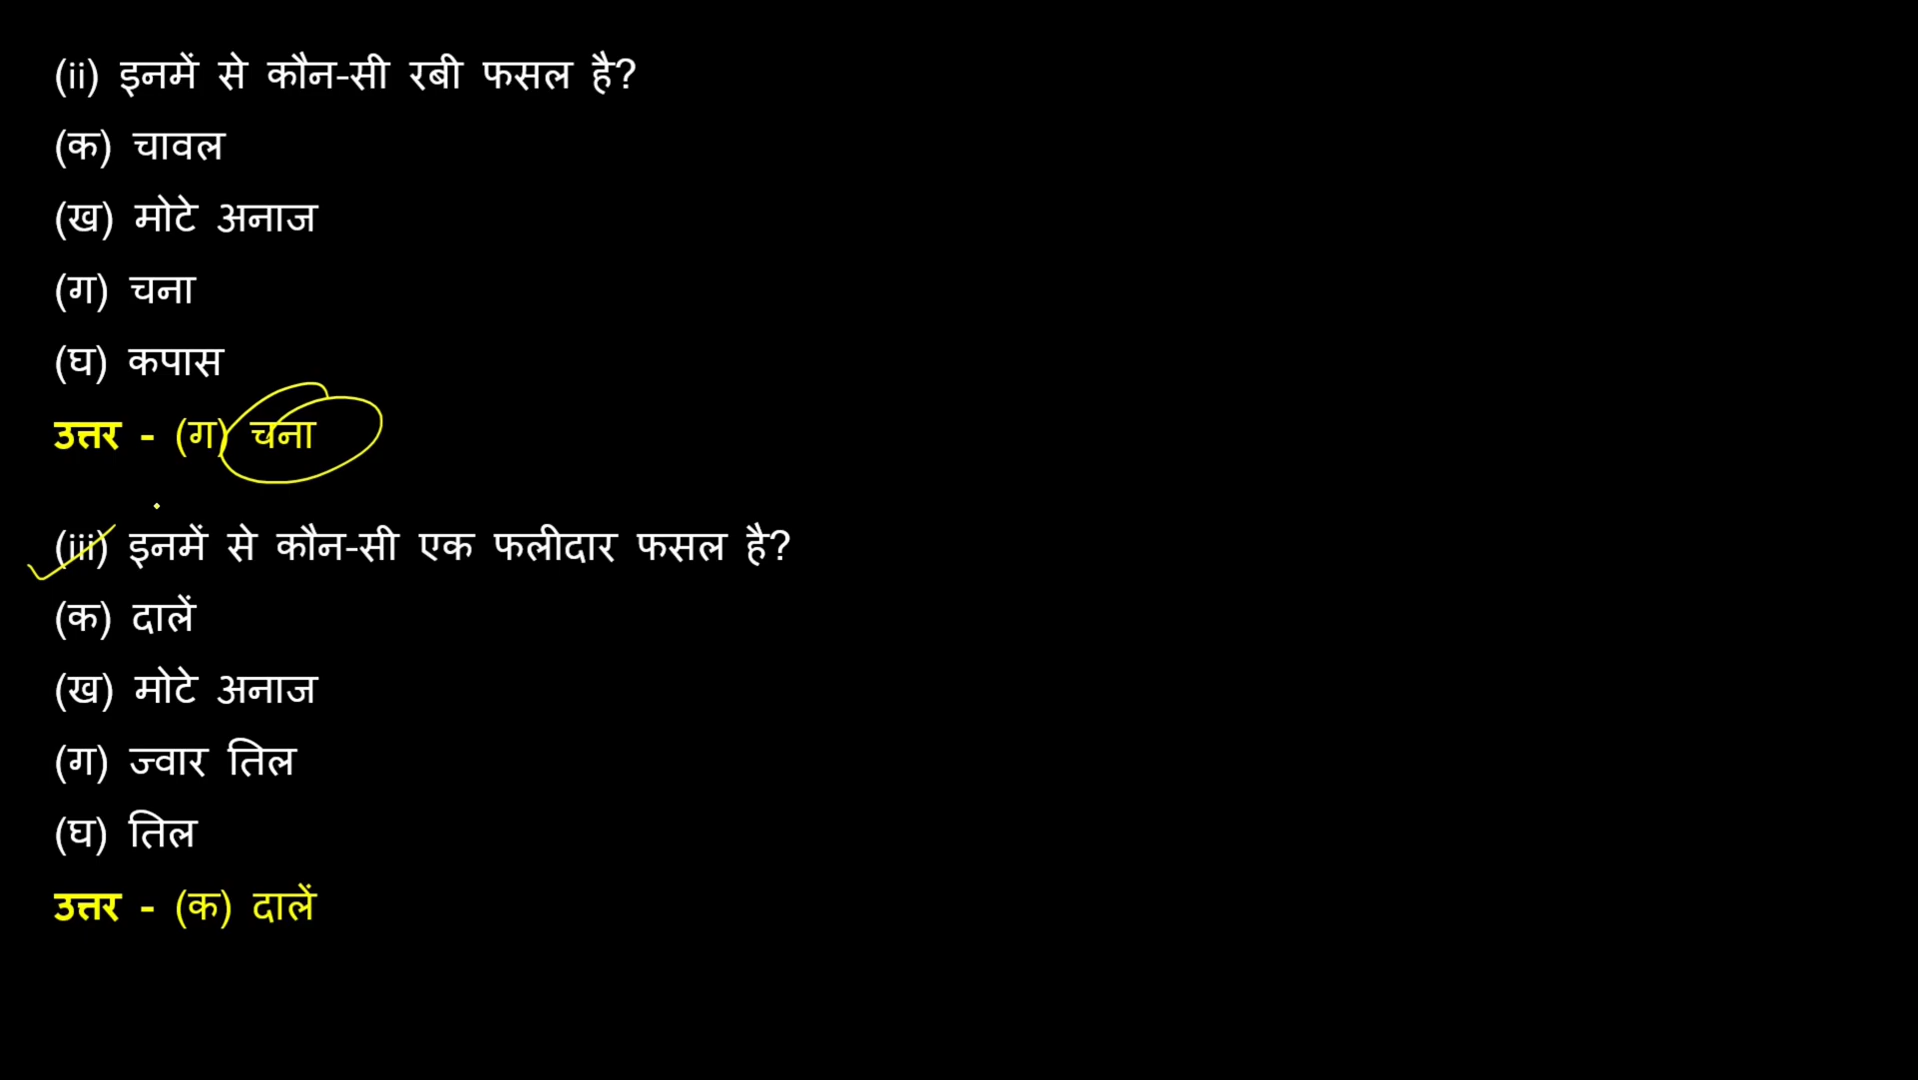 (ii) इनमें से कौन-सी रबी फसल है?
(क) चावल
(ख) मोटे अनाज
(ग) चना
(घ) कपास
उत्तर - (ग) चना
(iii) इनमें से कौन-सी एक फलीदार फसल है?
(क) दालें
(ख) मोटे अनाज
(ग) ज्वार तिल
(घ) तिल
उत्तर - (क) दालें